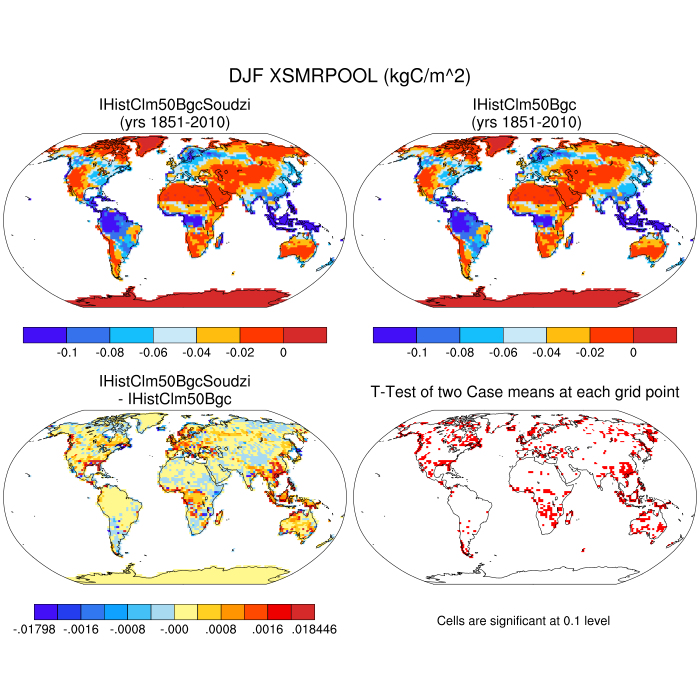 DJF XSMRPOOL (kgC/m^2)
IHistClm50BgcSoudzi
(yrs 1851-2010)
IHistClm50Bgc
(yrs 1851-2010)
-0.1 -0.08 -0.06 -0.04 -0.02 0
-0.1 -0.08 -0.06 -0.04 -0.02 0
IHistClm50BgcSoudzi
- IHistClm50Bgc
T-Test of two Case means at each grid point
-.01798 -.0016 -.0008 -.000 .0008 .0016 .018446
Cells are significant at 0.1 level